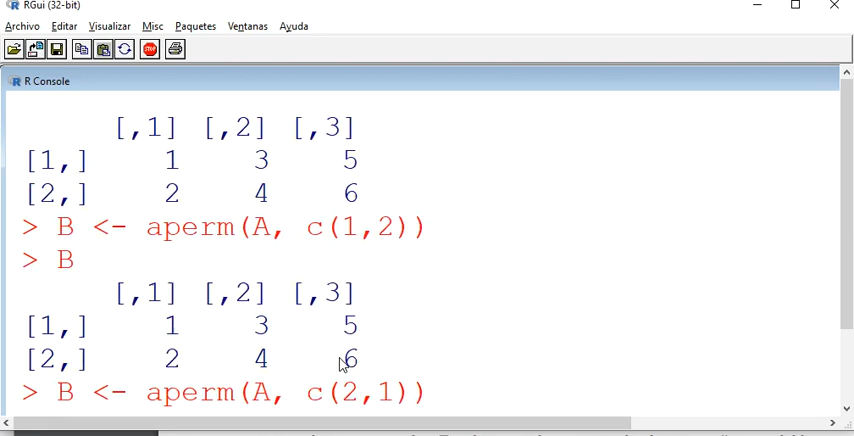 RGui (32-bit)
Archivo Editar Visualizar Misc Paquetes Ventanas Ayuda
STOP
R Console
[,1] [,2] [,3]
[1,] 1 3 5
[2,] 2 4 6
> B <- aperm(A, c(1,2))
> B
[,1] [,2] [,3]
[1,] 1 3 5
[2,] 2 4 6
> B <- aperm(A, c(2,1))